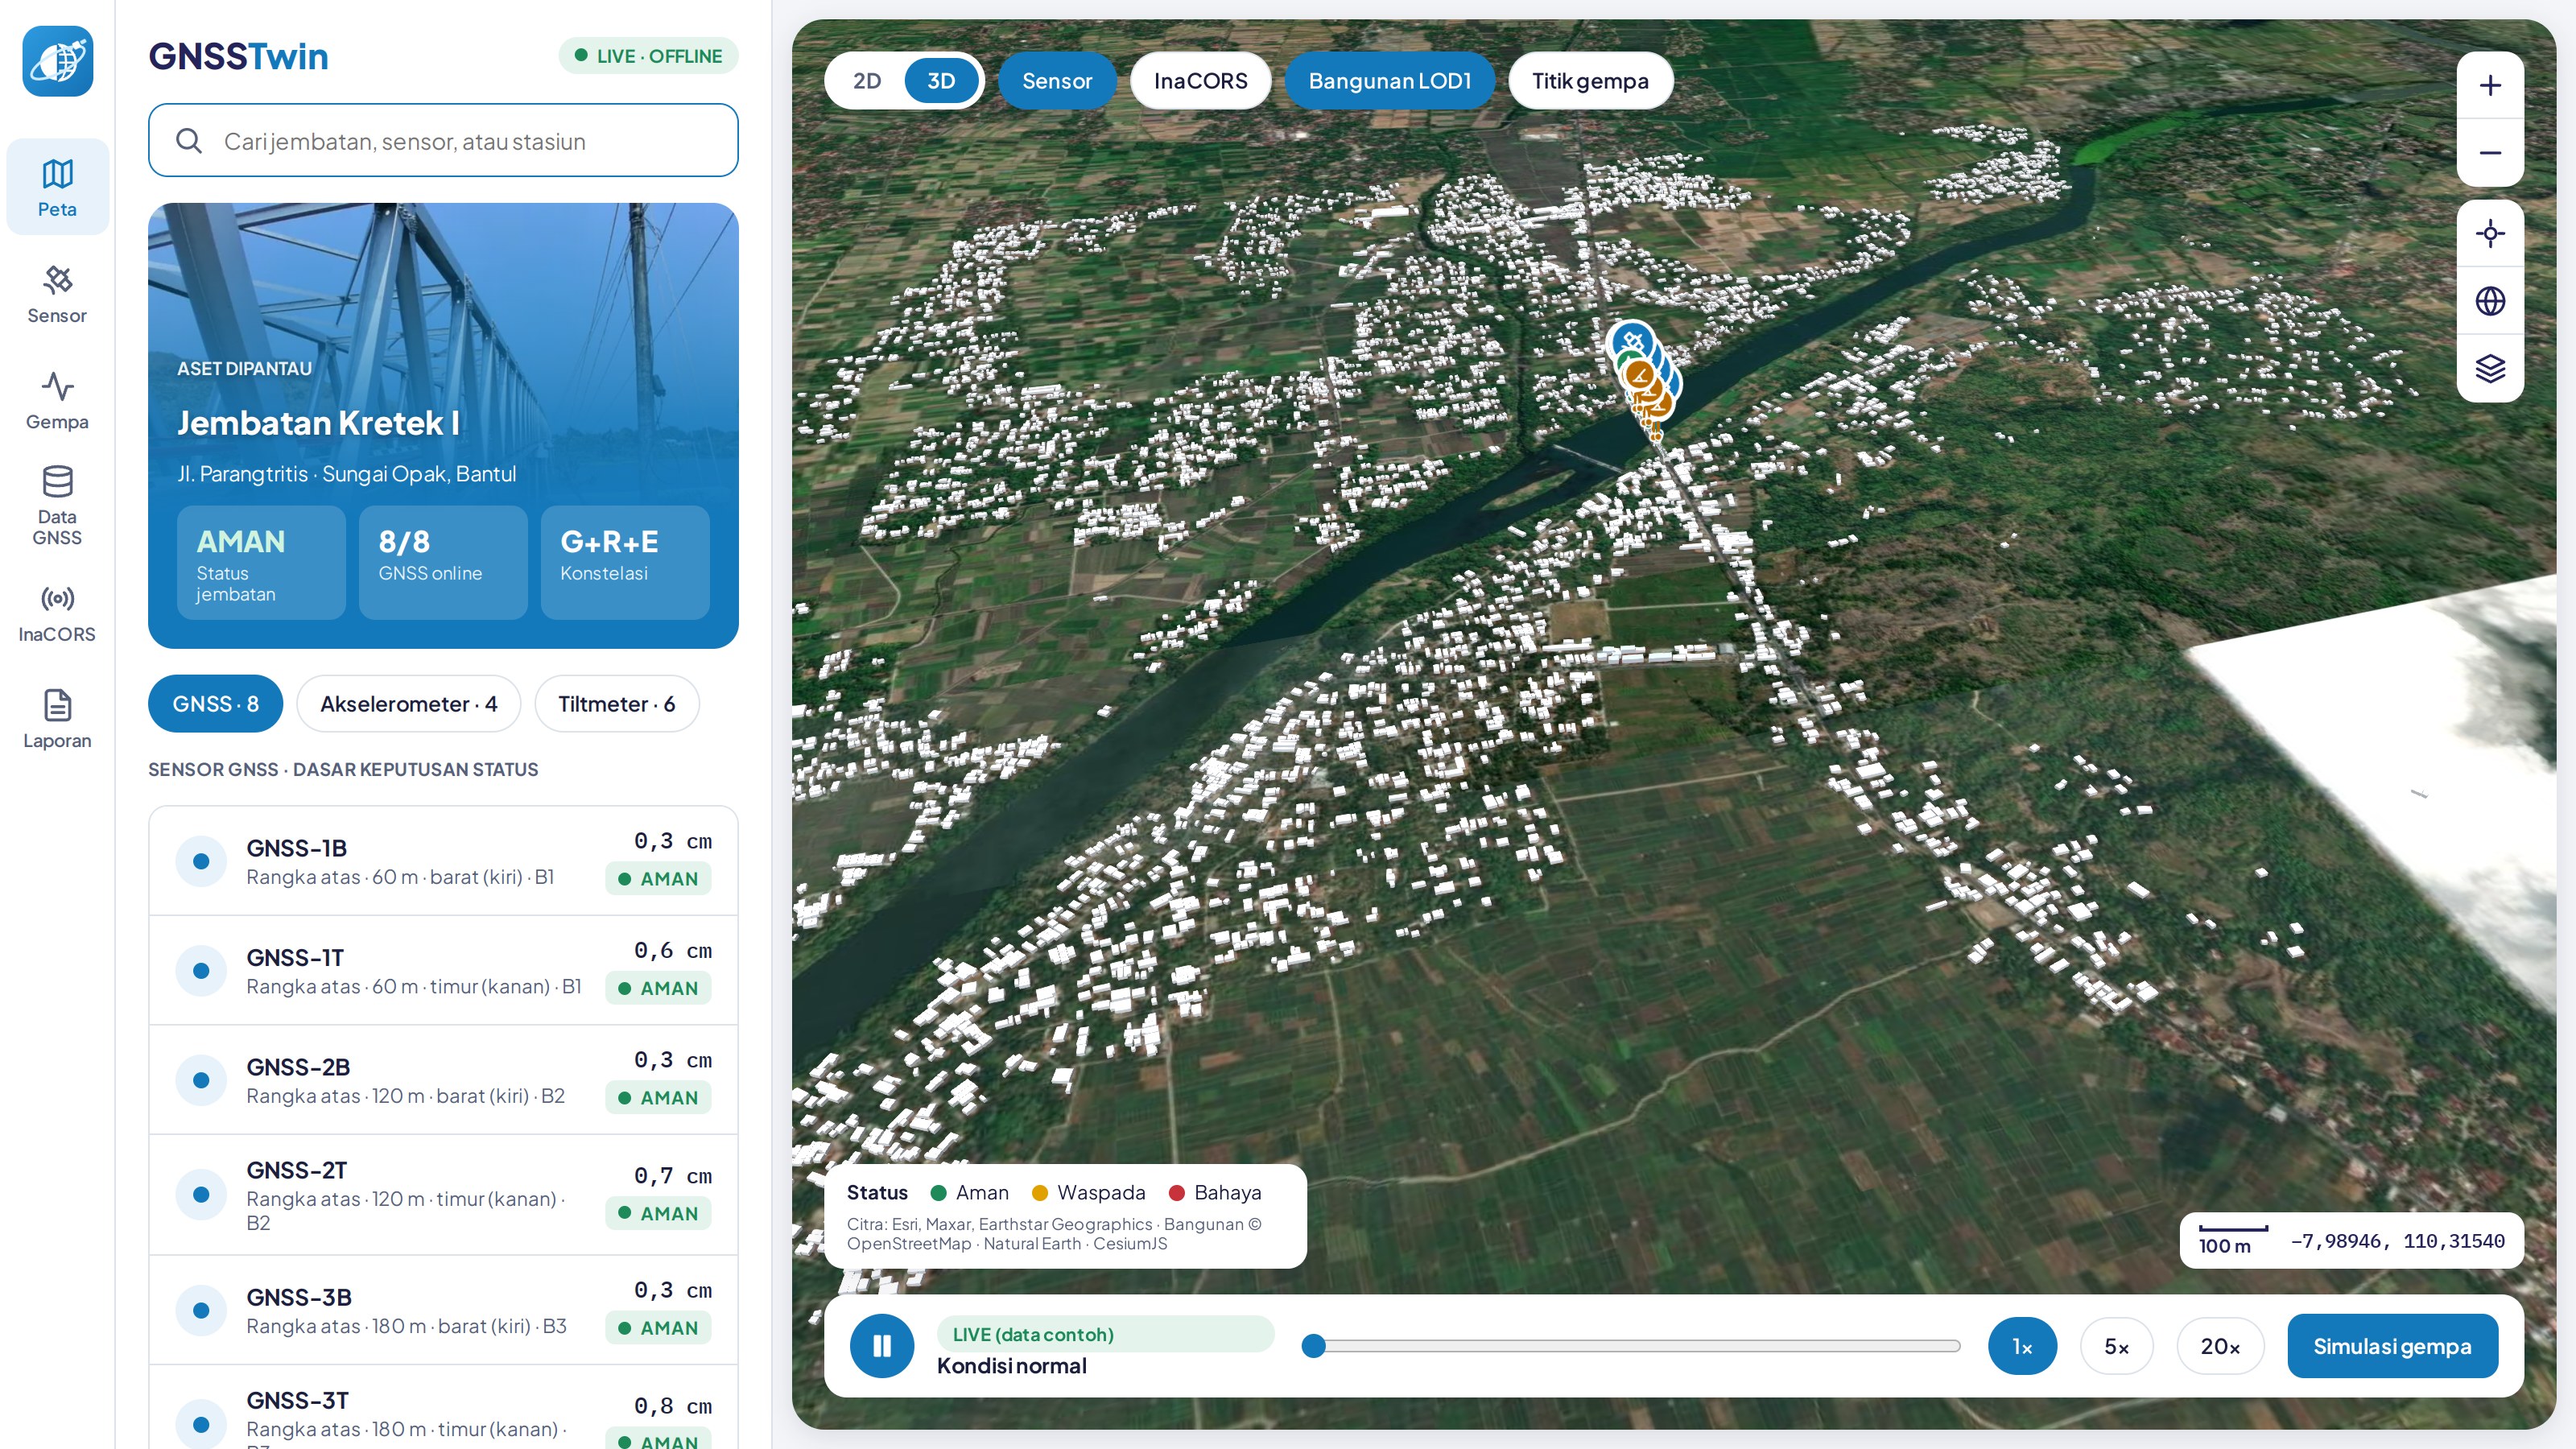 GNSSTwin
LIVE · OFFLINE
Cari jembatan, sensor, atau stasiun
Peta
Sensor
Gempa
Data
GNSS
InaCORS
Laporan
ASET DIPANTAU
Jembatan Kretek I
Jl. Parangtritis · Sungai Opak, Bantul
AMAN
Status
jembatan
8/8
GNSS online
G+R+E
Konstelasi
GNSS · 8
Akselerometer · 4
Tiltmeter · 6
SENSOR GNSS · DASAR KEPUTUSAN STATUS
GNSS-1B
Rangka atas · 60 m · barat (kiri) · B1
0,3 cm
AMAN
GNSS-1T
Rangka atas · 60 m · timur (kanan) · B1
0,6 cm
AMAN
GNSS-2B
Rangka atas · 120 m · barat (kiri) · B2
0,3 cm
AMAN
GNSS-2T
Rangka atas · 120 m · timur (kanan) ·
B2
0,7 cm
AMAN
GNSS-3B
Rangka atas · 180 m · barat (kiri) · B3
0,3 cm
AMAN
GNSS-3T
Rangka atas · 180 m · timur (kanan) ·
0,8 cm
AMAN
2D
3D
Sensor
InaCORS
Bangunan LOD1
Titik gempa
Status
Aman
Waspada
Bahaya
Citra: Esri, Maxar, Earthstar Geographics · Bangunan ©
OpenStreetMap · Natural Earth · CesiumJS
100 m
−7,98946, 110,31540
LIVE (data contoh)
Kondisi normal
1×
5×
20×
Simulasi gempa